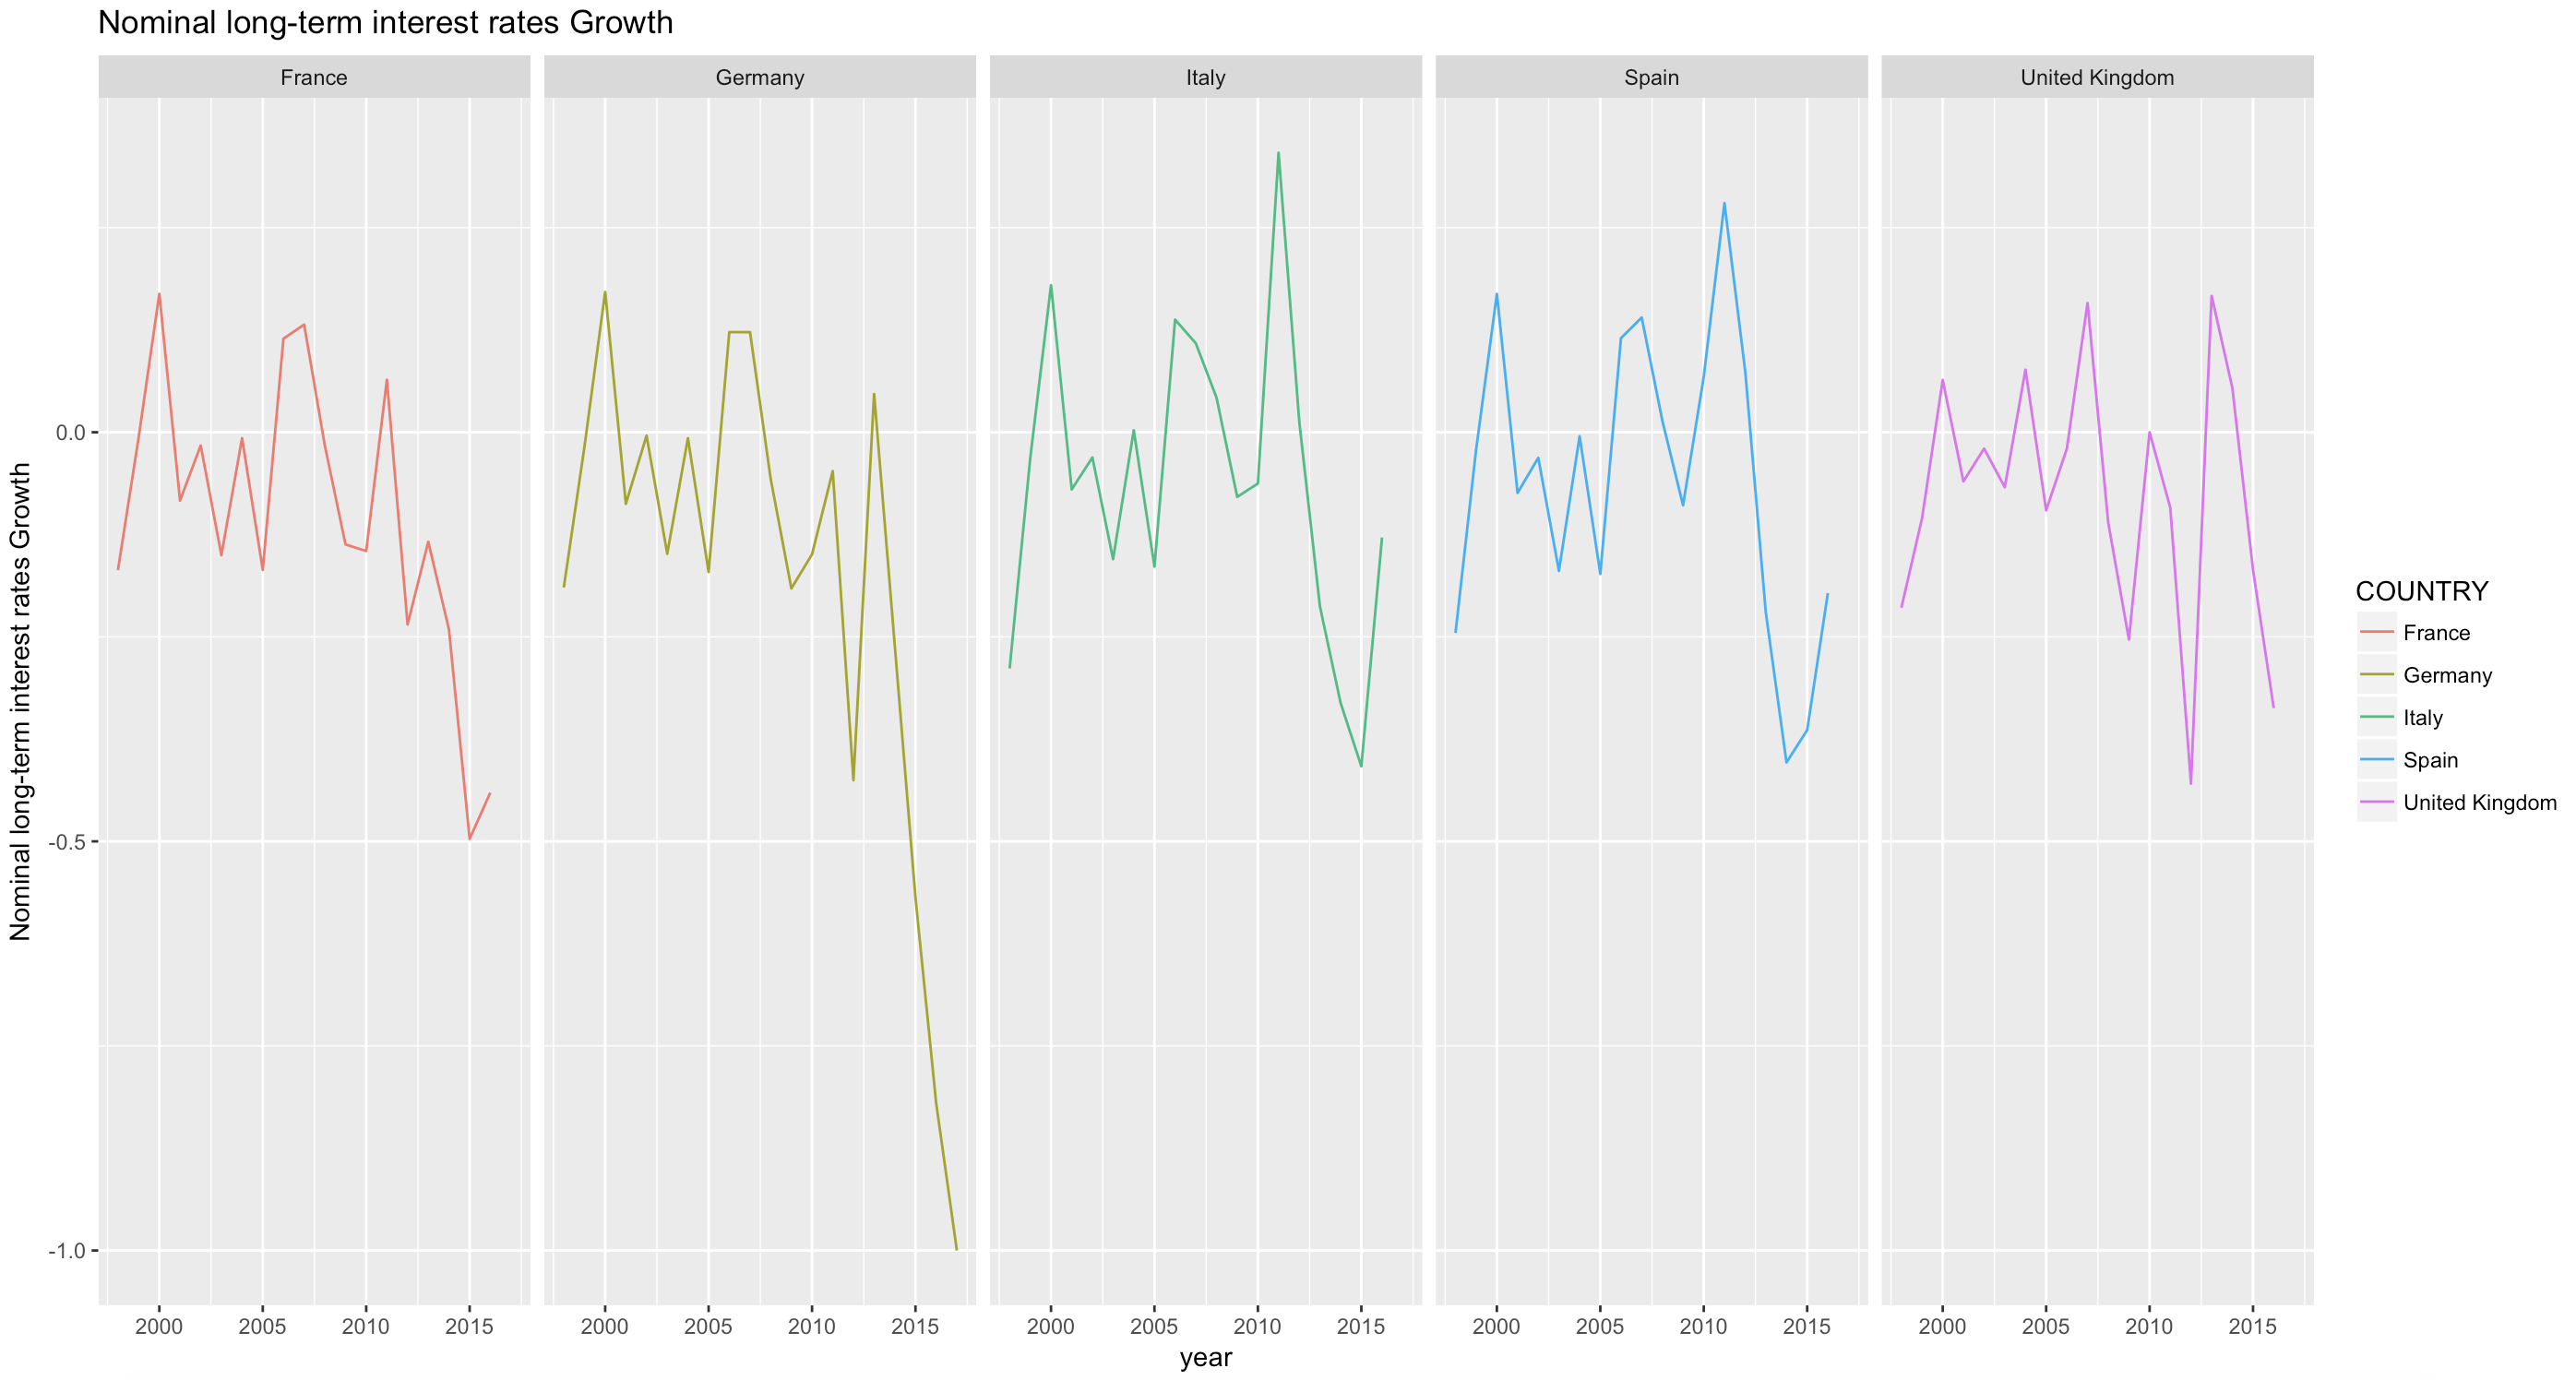 Nominal long-term interest rates Growth
France
Germany
Italy
Spain
United Kingdom
Nominal long-term interest rates Growth
0.0
-0.5
-1.0
2000 2005 2010 2015
2000 2005 2010 2015
2000 2005 2010 2015
2000 2005 2010 2015
2000 2005 2010 2015
year
COUNTRY
France
Germany
Italy
Spain
United Kingdom